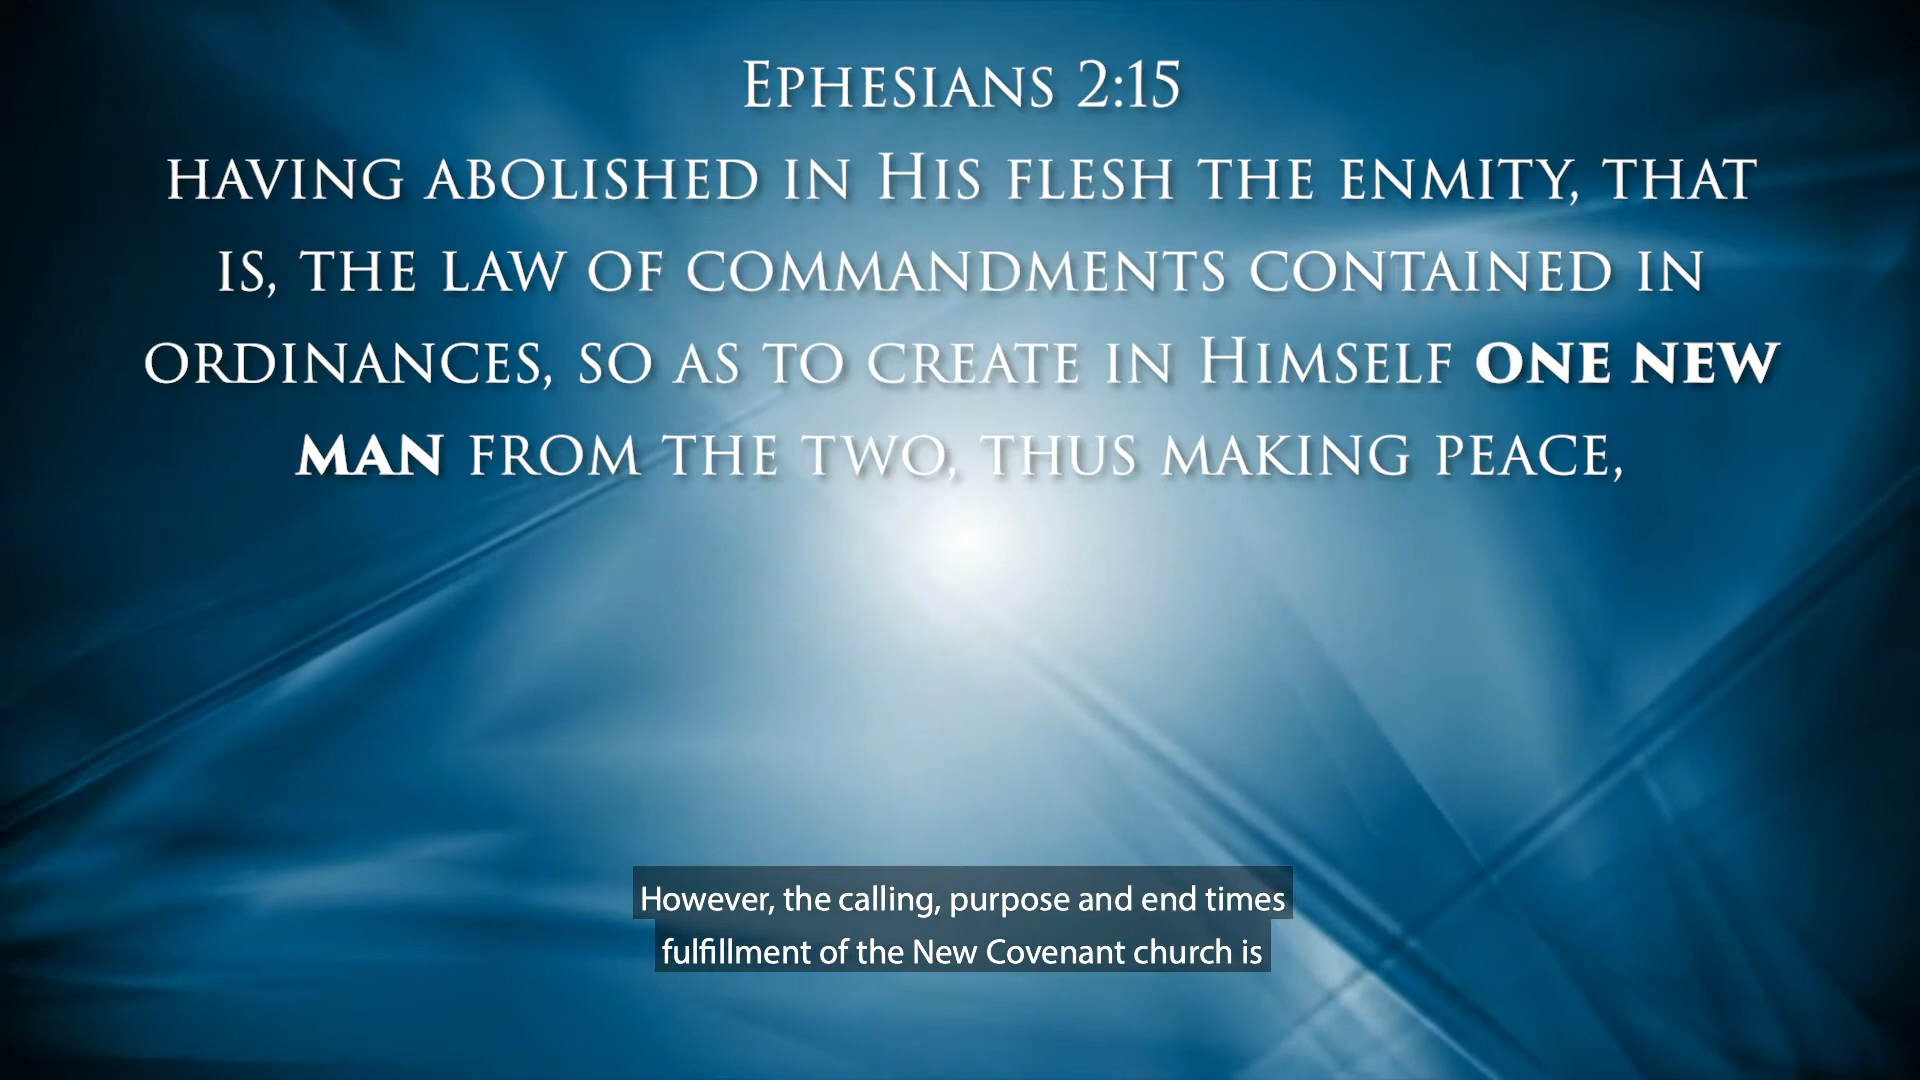 Ephesians 2:15
having abolished in His flesh the enmity, that
is, the law of commandments contained in
ordinances, so as to create in Himself one new
man from the two, thus making peace,
However, the calling, purpose and end times
fulfillment of the New Covenant church is